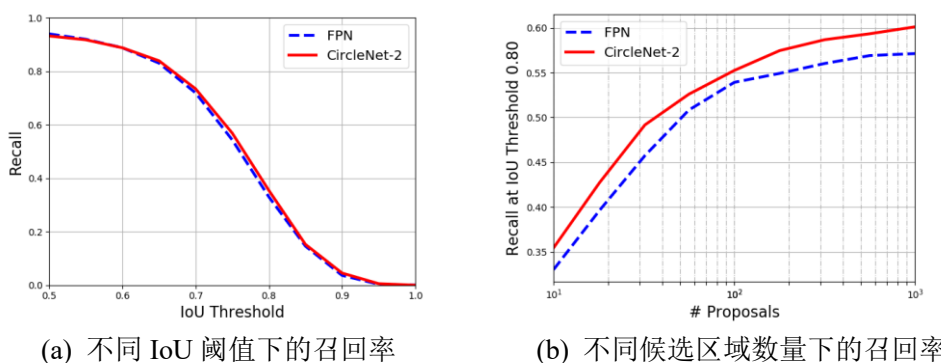 FPN
CircleNet-2
Recall
1.0
0.8
0.6
0.4
0.2
0.0
0.5 0.6 0.7 0.8 0.9 1.0
IoU Threshold
(a) 不同 IoU 阈值下的召回率
FPN
CircleNet-2
Recall at IoU Threshold 0.80
0.60
0.55
0.50
0.45
0.40
0.35
10¹ 10² 10³
# Proposals
(b) 不同候选区域数量下的召回率